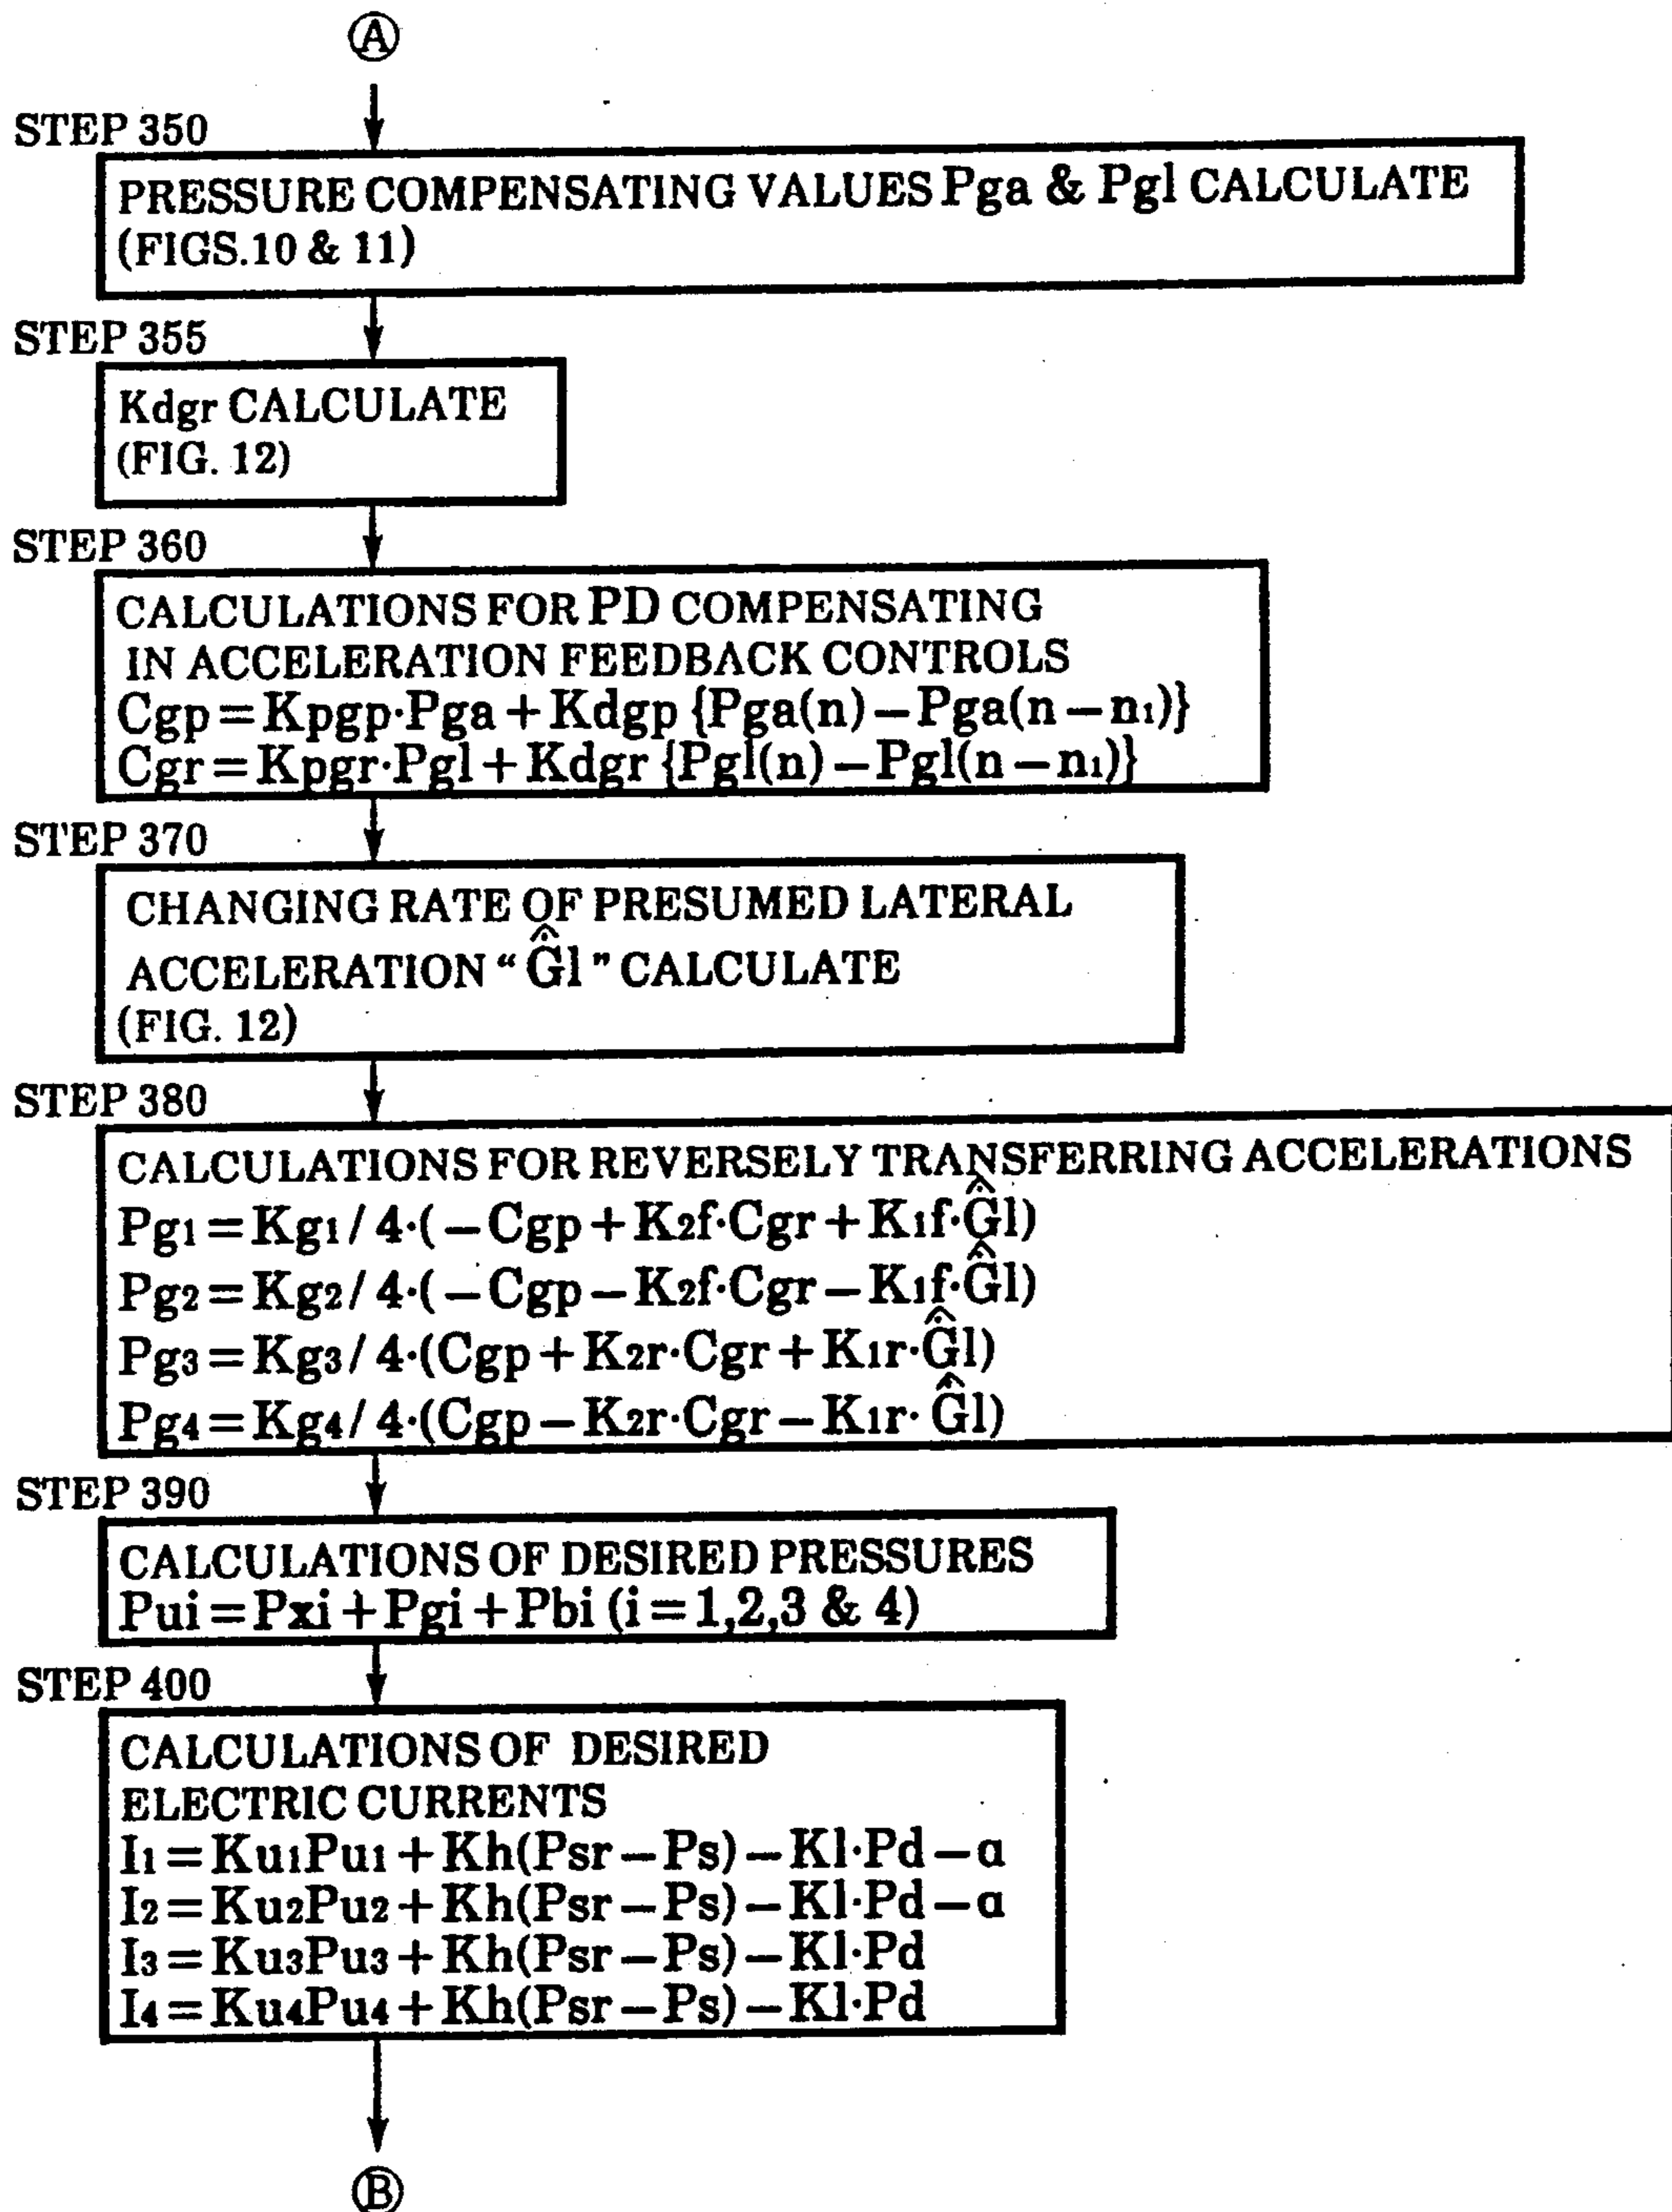 Ⓐ
STEP 350
PRESSURE COMPENSATING VALUES Pga & Pgl CALCULATE
(FIGS.10 & 11)
STEP 355
Kdgr CALCULATE
(FIG. 12)
STEP 360
CALCULATIONS FOR PD COMPENSATING
IN ACCELERATION FEEDBACK CONTROLS
Cgp = Kpgp·Pga + Kdgp {Pga(n) − Pga(n − n₁)}
Cgr = Kpgr·Pgl + Kdgr {Pgl(n) − Pgl(n − n₁)}
STEP 370
CHANGING RATE OF PRESUMED LATERAL
ACCELERATION “ Ġ̂l ” CALCULATE
(FIG. 12)
STEP 380
CALCULATIONS FOR REVERSELY TRANSFERRING ACCELERATIONS
Pg₁ = Kg₁ / 4·( − Cgp + K₂f·Cgr + K₁f·Ġ̂l)
Pg₂ = Kg₂ / 4·( − Cgp − K₂f·Cgr − K₁f·Ġ̂l)
Pg₃ = Kg₃ / 4·(Cgp + K₂r·Cgr + K₁r·Ġ̂l)
Pg₄ = Kg₄ / 4·(Cgp − K₂r·Cgr − K₁r· Ġ̂l)
STEP 390
CALCULATIONS OF DESIRED PRESSURES
Pui = Pxi + Pgi + Pbi (i = 1,2,3 & 4)
STEP 400
CALCULATIONS OF DESIRED
ELECTRIC CURRENTS
I₁ = Ku₁Pu₁ + Kh(Psr − Ps) − Kl·Pd − α
I₂ = Ku₂Pu₂ + Kh(Psr − Ps) − Kl·Pd − α
I₃ = Ku₃Pu₃ + Kh(Psr − Ps) − Kl·Pd
I₄ = Ku₄Pu₄ + Kh(Psr − Ps) − Kl·Pd
Ⓑ